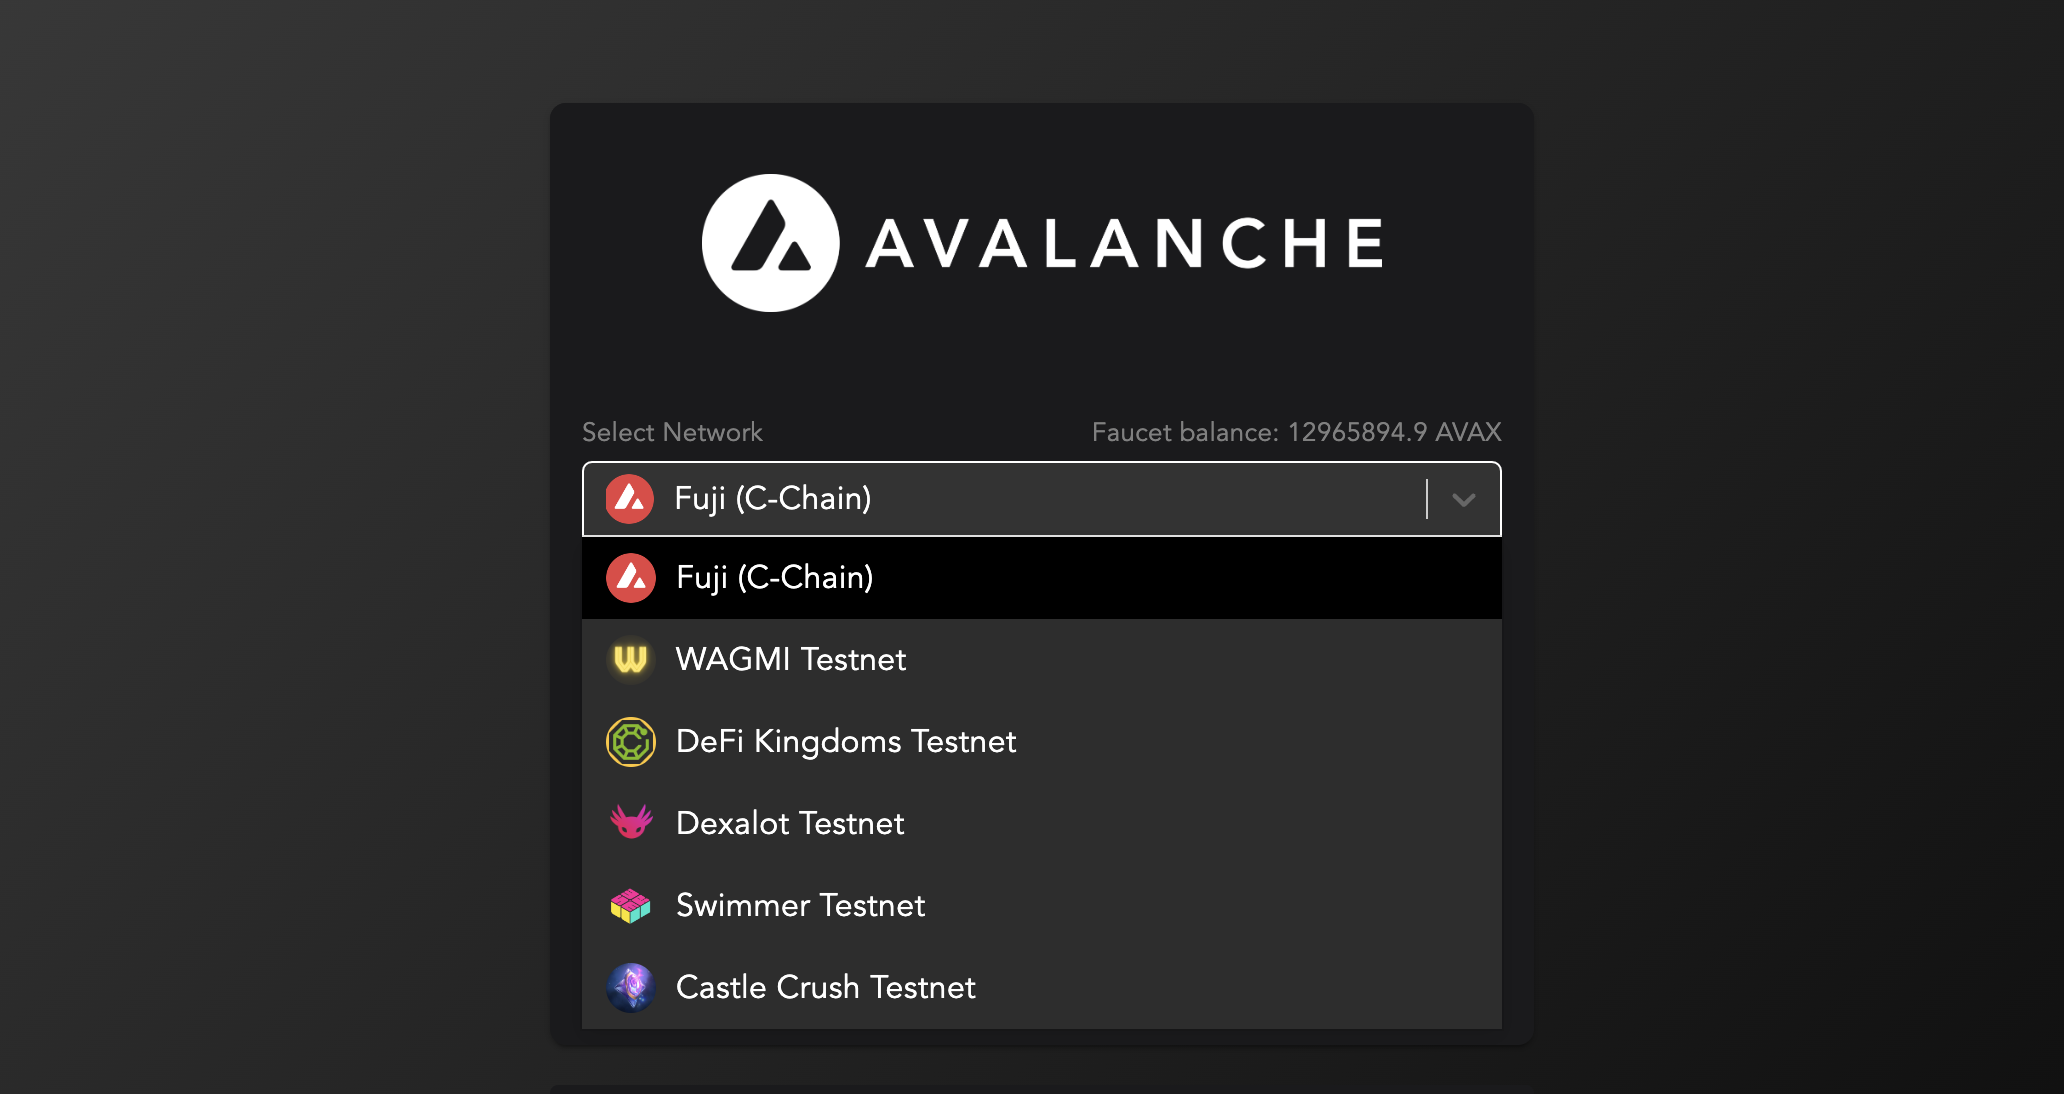 AVALANCHE
Select Network
Faucet balance: 12965894.9 AVAX
Fuji (C-Chain)
Fuji (C-Chain)
WAGMI Testnet
DeFi Kingdoms Testnet
Dexalot Testnet
Swimmer Testnet
Castle Crush Testnet